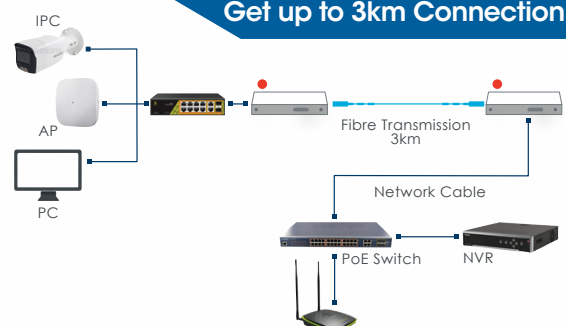 Get up to 3km Connection
IPC
AP
PC
Fibre Transmission
3km
Network Cable
PoE Switch
NVR